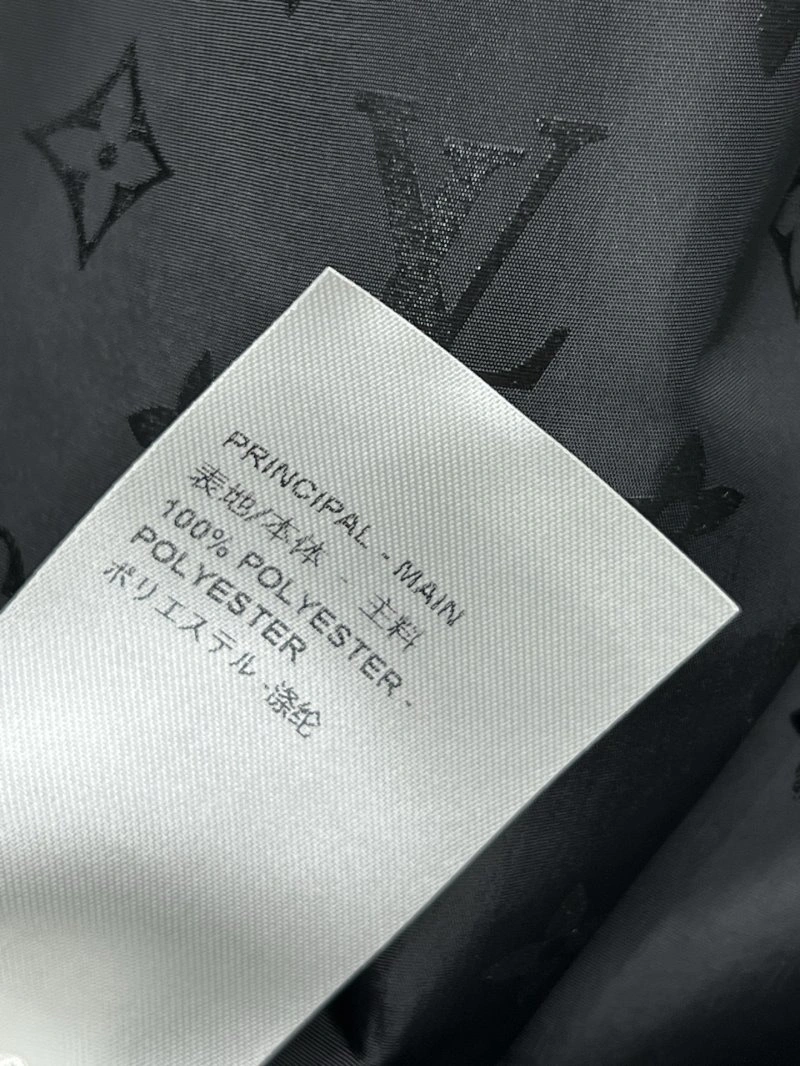 LV
PRINCIPAL - MAIN
表地/本体 - 主料
100% POLYESTER -
POLYESTER
ポリエステル -涤纶